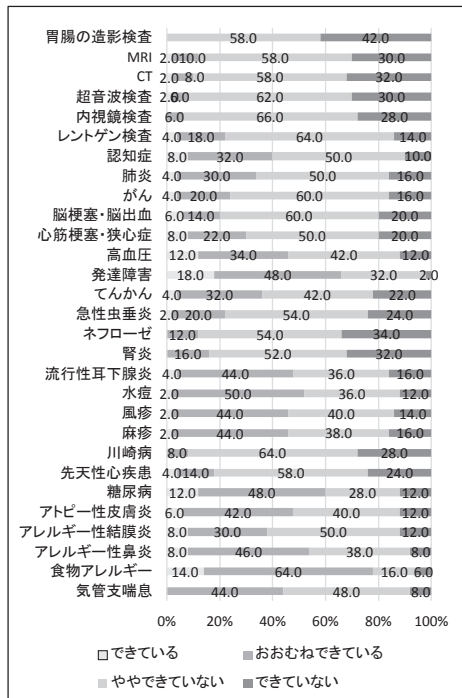 胃腸の造影検査 58.0 42.0
MRI 2.0 10.0 58.0 30.0
CT 2.0 8.0 58.0 32.0
超音波検査 2.0 6.0 62.0 30.0
内視鏡検査 6.0 66.0 28.0
レントゲン検査 4.0 18.0 64.0 14.0
認知症 8.0 32.0 50.0 10.0
肺炎 4.0 30.0 50.0 16.0
がん 4.0 20.0 60.0 16.0
脳梗塞・脳出血 6.0 14.0 60.0 20.0
心筋梗塞・狭心症 8.0 22.0 50.0 20.0
高血圧 12.0 34.0 42.0 12.0
発達障害 18.0 48.0 32.0 2.0
てんかん 4.0 32.0 42.0 22.0
急性虫垂炎 2.0 20.0 54.0 24.0
ネフローゼ 12.0 54.0 34.0
腎炎 16.0 52.0 32.0
流行性耳下腺炎 4.0 44.0 36.0 16.0
水痘 2.0 50.0 36.0 12.0
風疹 2.0 44.0 40.0 14.0
麻疹 2.0 44.0 38.0 16.0
川崎病 8.0 64.0 28.0
先天性心疾患 4.0 14.0 58.0 24.0
糖尿病 12.0 48.0 28.0 12.0
アトピー性皮膚炎 6.0 42.0 40.0 12.0
アレルギー性結膜炎 8.0 30.0 50.0 12.0
アレルギー性鼻炎 8.0 46.0 38.0 8.0
食物アレルギー 14.0 64.0 16.0 6.0
気管支喘息 44.0 48.0 8.0
0% 20% 40% 60% 80% 100%
できている おおむねできている
ややできていない できていない